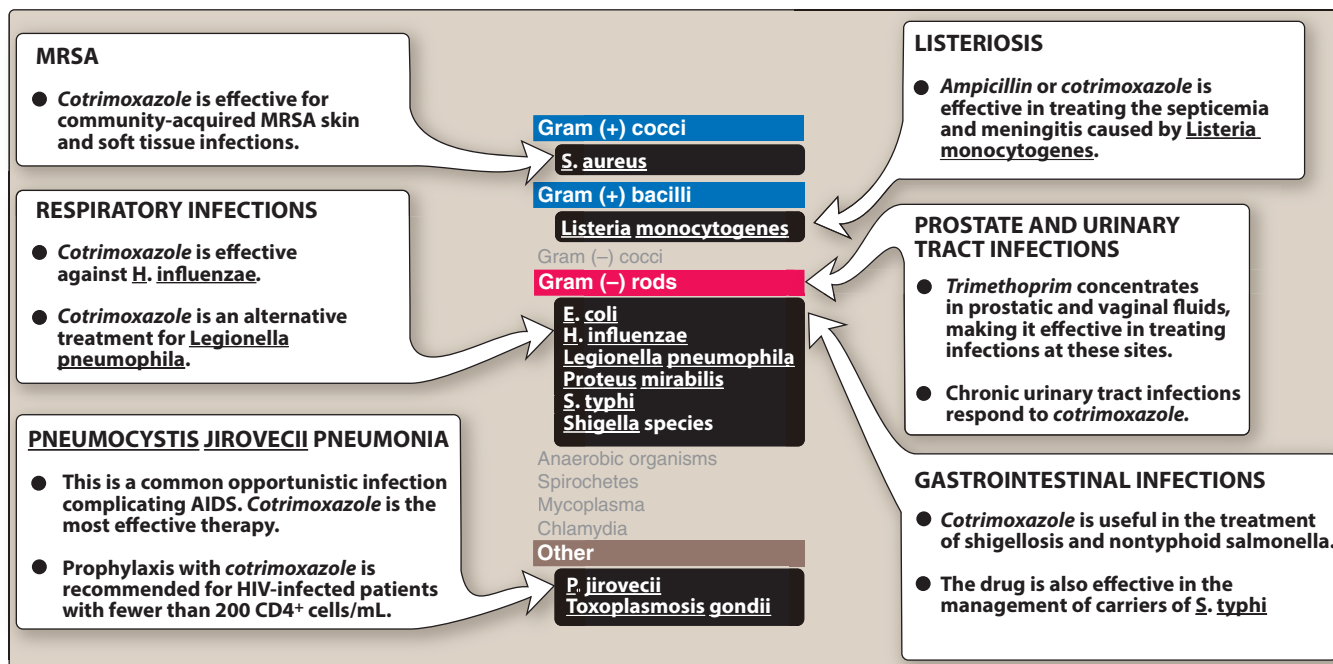 MRSA
● Cotrimoxazole is effective for
community-acquired MRSA skin
and soft tissue infections.
RESPIRATORY INFECTIONS
● Cotrimoxazole is effective
against H. influenzae.
● Cotrimoxazole is an alternative
treatment for Legionella
pneumophila.
PNEUMOCYSTIS JIROVECII PNEUMONIA
● This is a common opportunistic infection
complicating AIDS. Cotrimoxazole is the
most effective therapy.
● Prophylaxis with cotrimoxazole is
recommended for HIV-infected patients
with fewer than 200 CD4+ cells/mL.
Gram (+) cocci
S. aureus
Gram (+) bacilli
Listeria monocytogenes
Gram (–) cocci
Gram (–) rods
E. coli
H. influenzae
Legionella pneumophila
Proteus mirabilis
S. typhi
Shigella species
Anaerobic organisms
Spirochetes
Mycoplasma
Chlamydia
Other
P. jirovecii
Toxoplasmosis gondii
LISTERIOSIS
● Ampicillin or cotrimoxazole is
effective in treating the septicemia
and meningitis caused by Listeria
monocytogenes.
PROSTATE AND URINARY
TRACT INFECTIONS
● Trimethoprim concentrates
in prostatic and vaginal fluids,
making it effective in treating
infections at these sites.
● Chronic urinary tract infections
respond to cotrimoxazole.
GASTROINTESTINAL INFECTIONS
● Cotrimoxazole is useful in the treatment
of shigellosis and nontyphoid salmonella.
● The drug is also effective in the
management of carriers of S. typhi